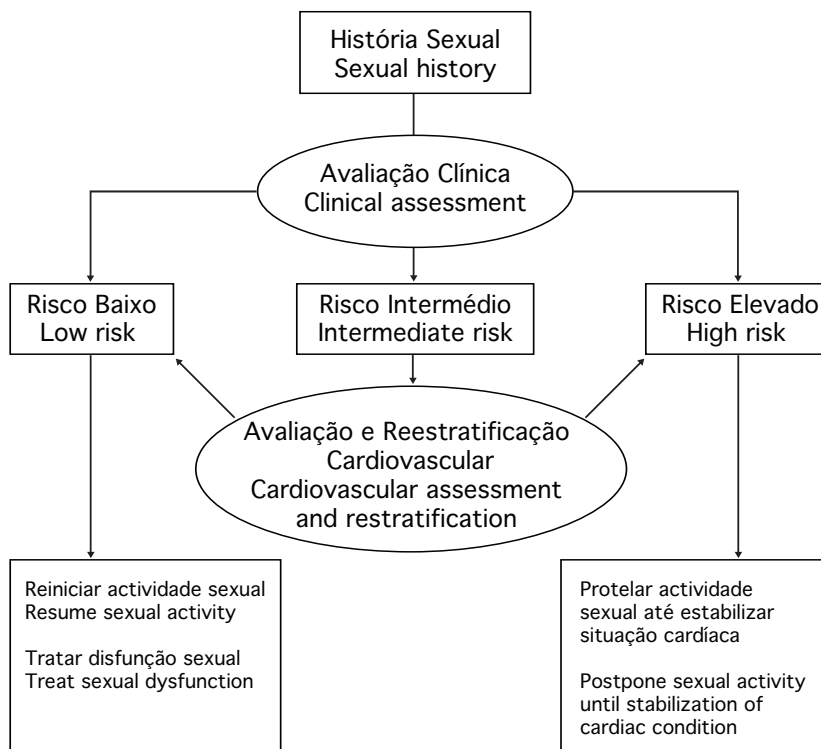 História Sexual
Sexual history
Avaliação Clínica
Clinical assessment
Risco Baixo
Low risk
Risco Intermédio
Intermediate risk
Risco Elevado
High risk
Avaliação e Reestratificação
Cardiovascular
Cardiovascular assessment
and restratification
Reiniciar actividade sexual
Resume sexual activity
Tratar disfunção sexual
Treat sexual dysfunction
Protelar actividade
sexual até estabilizar
situação cardíaca
Postpone sexual activity
until stabilization of
cardiac condition